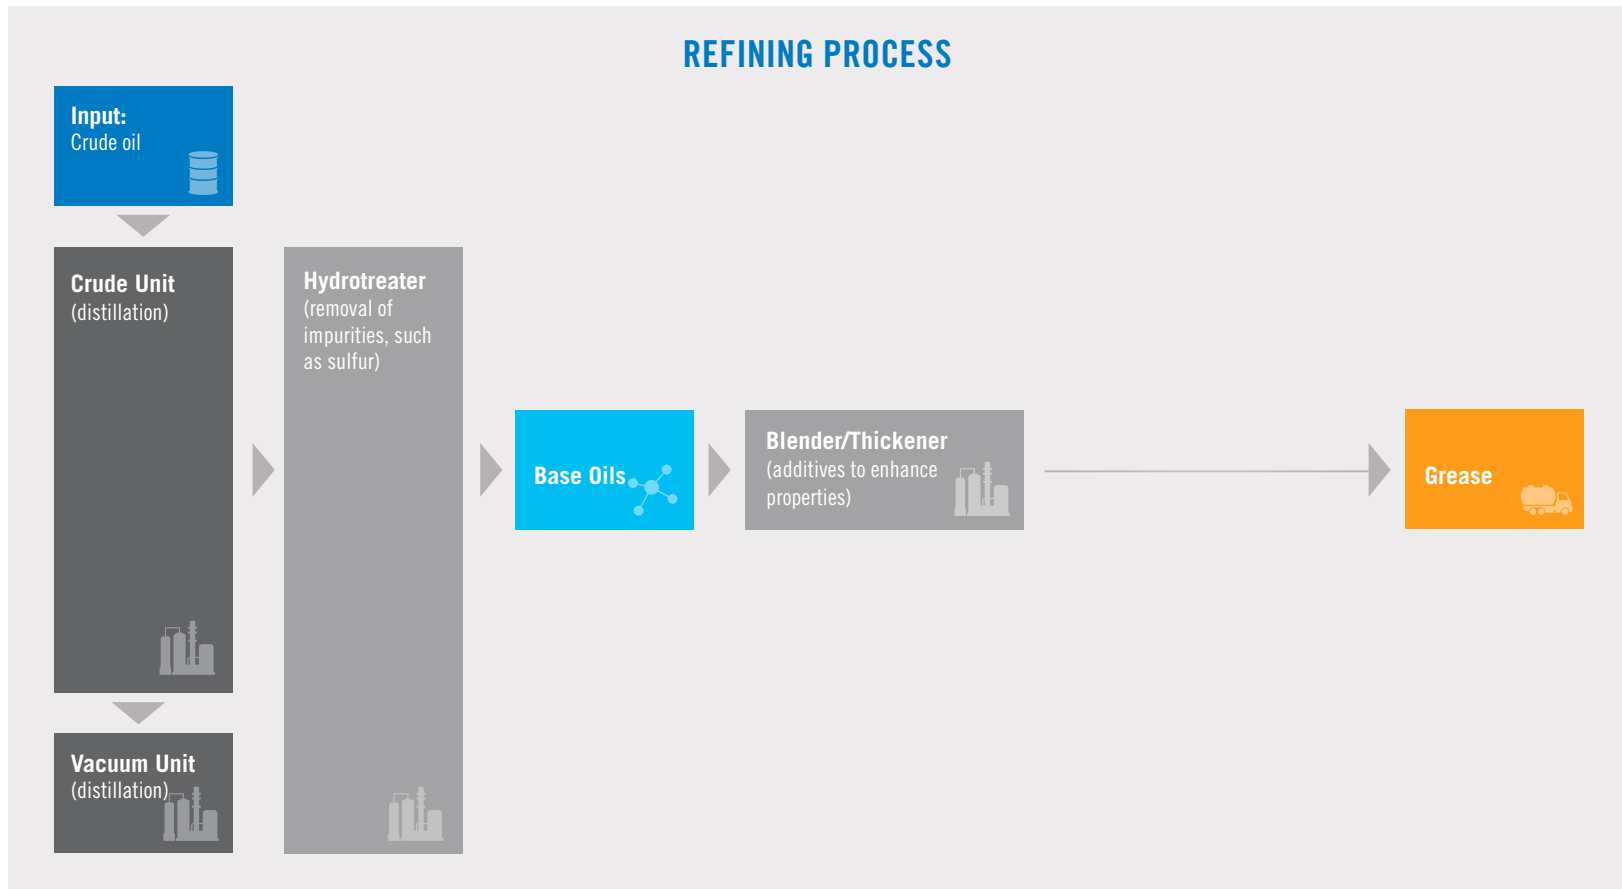 REFINING PROCESS
Input:
Crude oil
Crude Unit
(distillation)
Vacuum Unit
(distillation)
Hydrotreater
(removal of
impurities, such
as sulfur)
Base Oils
Blender/Thickener
(additives to enhance
properties)
Grease